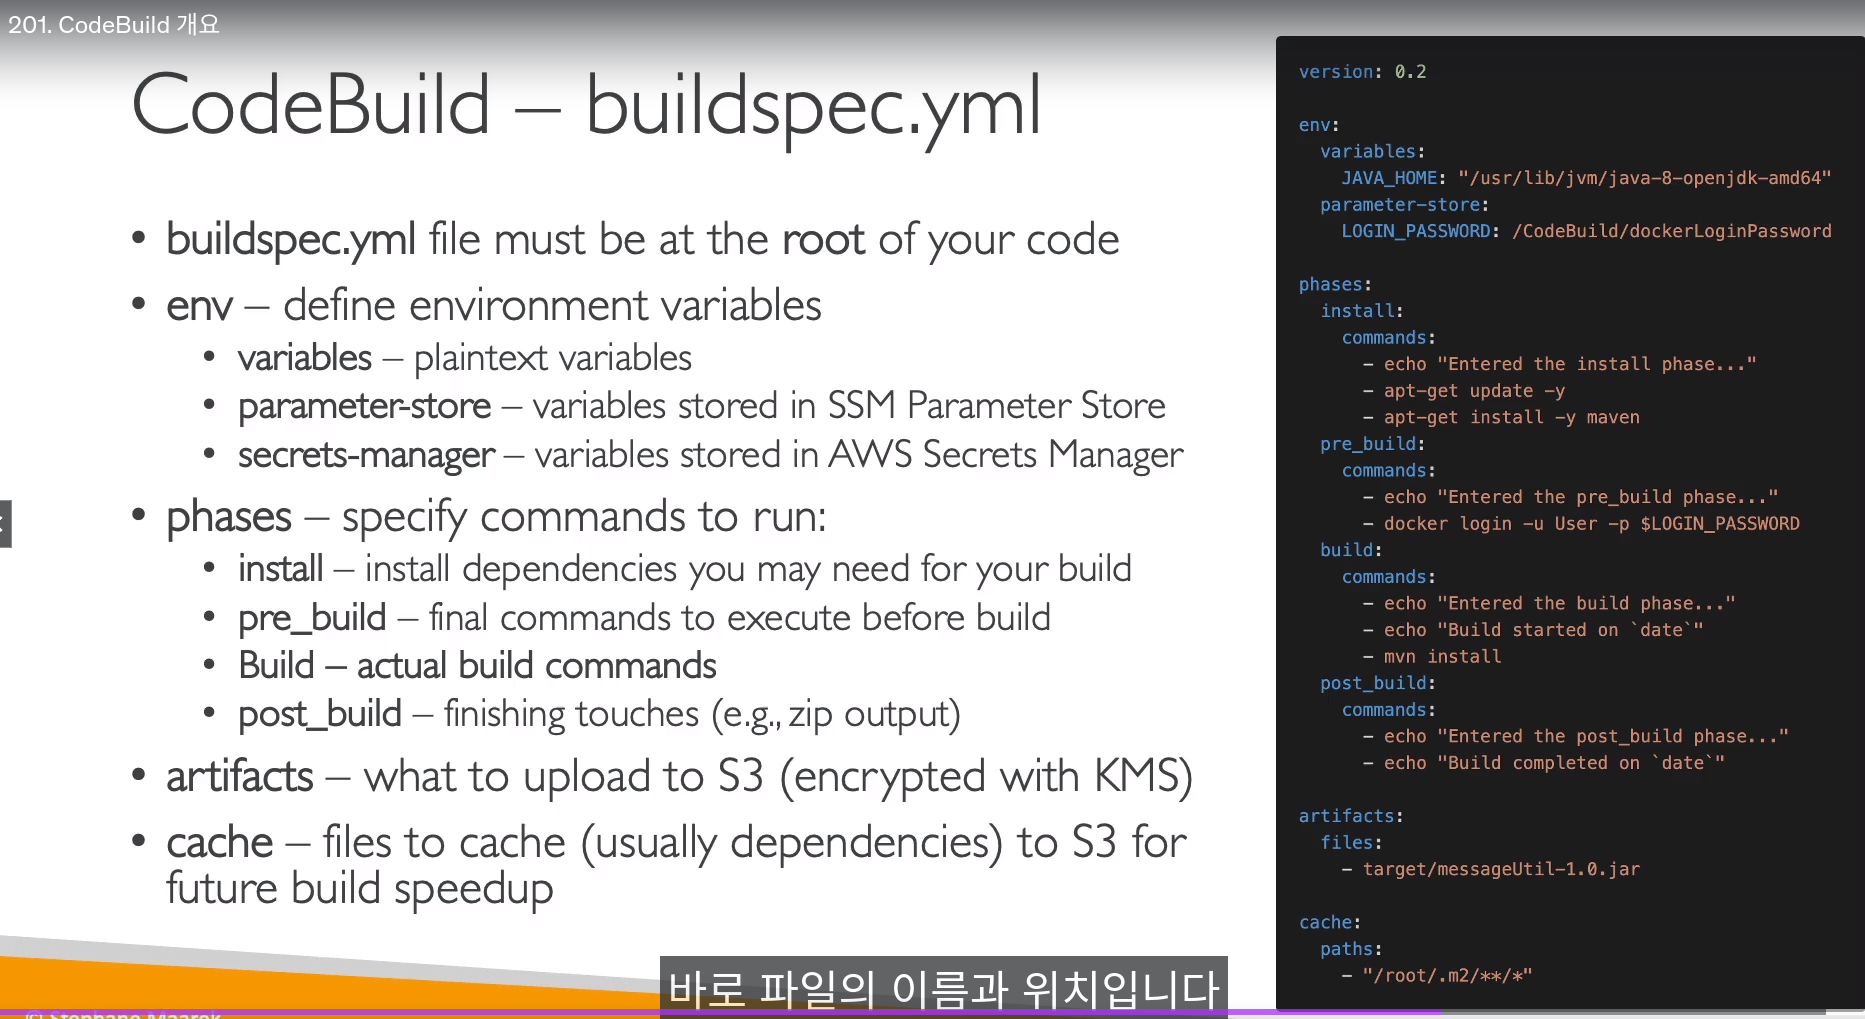 201. CodeBuild 개요
CodeBuild – buildspec.yml
• buildspec.yml file must be at the root of your code
• env – define environment variables
• variables – plaintext variables
• parameter-store – variables stored in SSM Parameter Store
• secrets-manager – variables stored in AWS Secrets Manager
• phases – specify commands to run:
• install – install dependencies you may need for your build
• pre_build – final commands to execute before build
• Build – actual build commands
• post_build – finishing touches (e.g., zip output)
• artifacts – what to upload to S3 (encrypted with KMS)
• cache – files to cache (usually dependencies) to S3 for
future build speedup
version: 0.2
env:
  variables:
    JAVA_HOME: "/usr/lib/jvm/java-8-openjdk-amd64"
  parameter-store:
    LOGIN_PASSWORD: /CodeBuild/dockerLoginPassword
phases:
  install:
    commands:
      - echo "Entered the install phase..."
      - apt-get update -y
      - apt-get install -y maven
  pre_build:
    commands:
      - echo "Entered the pre_build phase..."
      - docker login -u User -p $LOGIN_PASSWORD
  build:
    commands:
      - echo "Entered the build phase..."
      - echo "Build started on `date`"
      - mvn install
  post_build:
    commands:
      - echo "Entered the post_build phase..."
      - echo "Build completed on `date`"
artifacts:
  files:
    - target/messageUtil-1.0.jar
cache:
  paths:
    - "/root/.m2/**/*"
바로 파일의 이름과 위치입니다
© Stephane Maarek